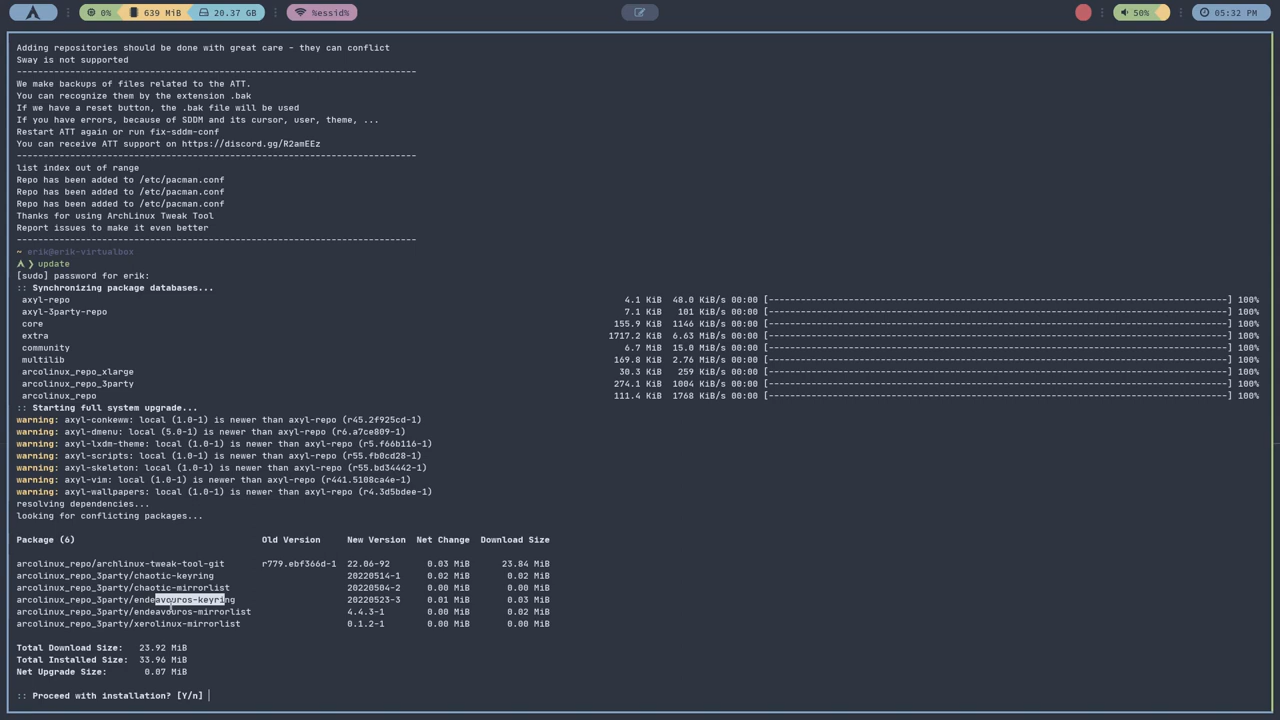 0% 639 MiB 20.37 GB %essid% 50% 05:32 PM
Adding repositories should be done with great care - they can conflict
Sway is not supported
--------------------------------------------------------------------------
We make backups of files related to the ATT.
You can recognize them by the extension .bak
If we have a reset button, the .bak file will be used
If you have errors, because of SDDM and its cursor, user, theme, ...
Restart ATT again or run fix-sddm-conf
You can receive ATT support on https://discord.gg/R2amEEz
--------------------------------------------------------------------------
list index out of range
Repo has been added to /etc/pacman.conf
Repo has been added to /etc/pacman.conf
Repo has been added to /etc/pacman.conf
Thanks for using ArchLinux Tweak Tool
Report issues to make it even better
--------------------------------------------------------------------------
~ erik@erik-virtualbox
❯ update
[sudo] password for erik:
:: Synchronizing package databases...
axyl-repo 4.1 KiB 48.0 KiB/s 00:00 [--------------------------------------------------------------------------------------] 100%
axyl-3party-repo 7.1 KiB 101 KiB/s 00:00 [--------------------------------------------------------------------------------------] 100%
core 155.9 KiB 1146 KiB/s 00:00 [--------------------------------------------------------------------------------------] 100%
extra 1717.2 KiB 6.63 MiB/s 00:00 [--------------------------------------------------------------------------------------] 100%
community 6.7 MiB 15.0 MiB/s 00:00 [--------------------------------------------------------------------------------------] 100%
multilib 169.8 KiB 2.76 MiB/s 00:00 [--------------------------------------------------------------------------------------] 100%
arcolinux_repo_xlarge 30.3 KiB 259 KiB/s 00:00 [--------------------------------------------------------------------------------------] 100%
arcolinux_repo_3party 274.1 KiB 1004 KiB/s 00:00 [--------------------------------------------------------------------------------------] 100%
arcolinux_repo 111.4 KiB 1768 KiB/s 00:00 [--------------------------------------------------------------------------------------] 100%
:: Starting full system upgrade...
warning: axyl-conkeww: local (1.0-1) is newer than axyl-repo (r45.2f925cd-1)
warning: axyl-dmenu: local (5.0-1) is newer than axyl-repo (r6.a7ce809-1)
warning: axyl-lxdm-theme: local (1.0-1) is newer than axyl-repo (r5.f66b116-1)
warning: axyl-scripts: local (1.0-1) is newer than axyl-repo (r55.fb0cd28-1)
warning: axyl-skeleton: local (1.0-1) is newer than axyl-repo (r55.bd34442-1)
warning: axyl-vim: local (1.0-1) is newer than axyl-repo (r441.5108ca4e-1)
warning: axyl-wallpapers: local (1.0-1) is newer than axyl-repo (r4.3d5bdee-1)
resolving dependencies...
looking for conflicting packages...
Package (6) Old Version New Version Net Change Download Size
arcolinux_repo/archlinux-tweak-tool-git r779.ebf366d-1 22.06-92 0.03 MiB 23.84 MiB
arcolinux_repo_3party/chaotic-keyring 20220514-1 0.02 MiB 0.02 MiB
arcolinux_repo_3party/chaotic-mirrorlist 20220504-2 0.00 MiB 0.00 MiB
arcolinux_repo_3party/endeavouros-keyring 20220523-3 0.01 MiB 0.03 MiB
arcolinux_repo_3party/endeavouros-mirrorlist 4.4.3-1 0.00 MiB 0.02 MiB
arcolinux_repo_3party/xerolinux-mirrorlist 0.1.2-1 0.00 MiB 0.00 MiB
Total Download Size: 23.92 MiB
Total Installed Size: 33.96 MiB
Net Upgrade Size: 0.07 MiB
:: Proceed with installation? [Y/n]